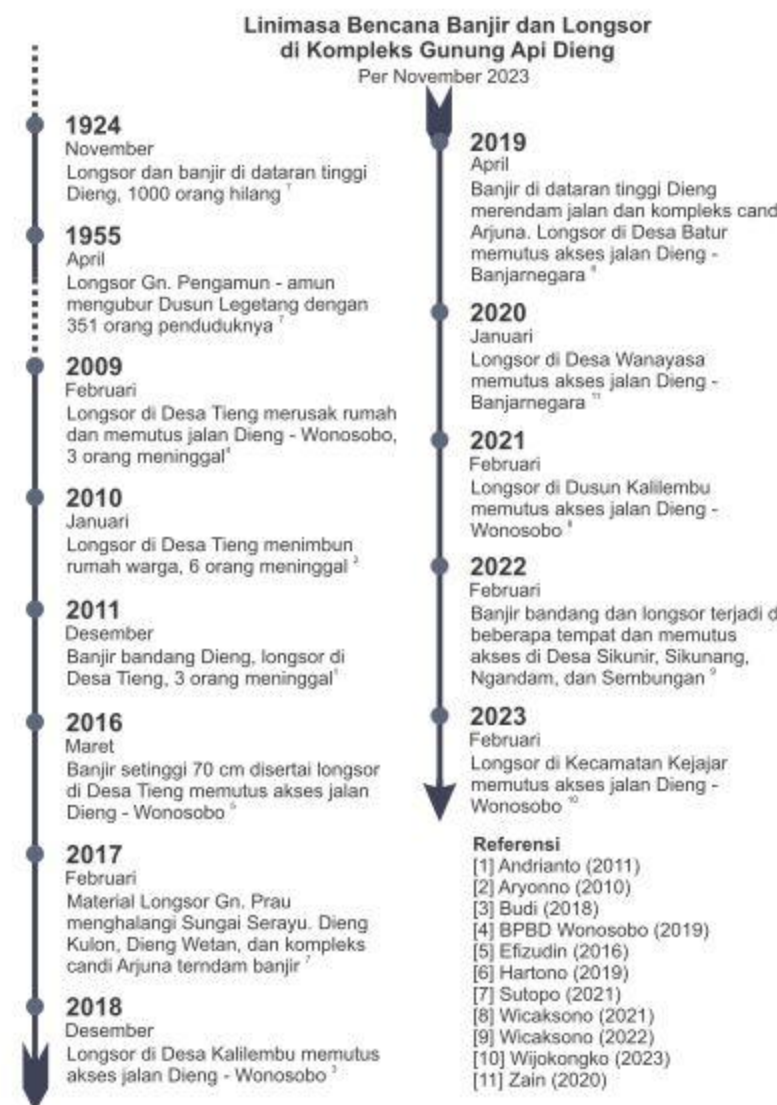 Linimasa Bencana Banjir dan Longsor
di Kompleks Gunung Api Dieng
Per November 2023
1924
November
Longsor dan banjir di dataran tinggi
Dieng, 1000 orang hilang
1955
April
Longsor Gn. Pengamun - amun
mengubur Dusun Legetang dengan
351 orang penduduknya 7
2009
Februari
Longsor di Desa Tieng merusak rumah
dan memutus jalan Dieng - Wonosobo,
3 orang meninggal 4
2010
Januari
Longsor di Desa Tieng menimbun
rumah warga, 6 orang meninggal
2011
Desember
Banjir bandang Dieng, longsor di
Desa Tieng, 3 orang meninggal
2016
Maret
Banjir setinggi 70 cm disertai longsor
di Desa Tieng memutus akses jalan
Dieng - Wonosobo
2017
Februari
Material Longsor Gn. Prau
menghalangi Sungai Serayu. Dieng
Kulon, Dieng Wetan, dan kompleks
candi Arjuna terndam banjir 7
2018
Desember
Longsor di Desa Kalilembu memutus
akses jalan Dieng - Wonosobo
2019
April
Banjir di dataran tinggi Dieng
merendam jalan dan kompleks cand
Arjuna. Longsor di Desa Batur
memutus akses jalan Dieng -
Banjarnegara
2020
Januari
Longsor di Desa Wanayasa
memutus akses jalan Dieng -
Banjarnegara 11
2021
Februari
Longsor di Dusun Kalilembu
memutus akses jalan Dieng -
Wonosobo
2022
Februari
Banjir bandang dan longsor terjadi d
beberapa tempat dan memutus
akses di Desa Sikunir, Sikunang,
Ngandam, dan Sembungan 9
2023
Februari
Longsor di Kecamatan Kejajar
memutus akses jalan Dieng -
Wonosobo 10
Referensi
[1] Andrianto (2011)
[2] Aryonno (2010)
[3] Budi (2018)
[4] BPBD Wonosobo (2019)
[5] Efizudin (2016)
[6] Hartono (2019)
[7] Sutopo (2021)
[8] Wicaksono (2021)
[9] Wicaksono (2022)
[10] Wijokongko (2023)
[11] Zain (2020)